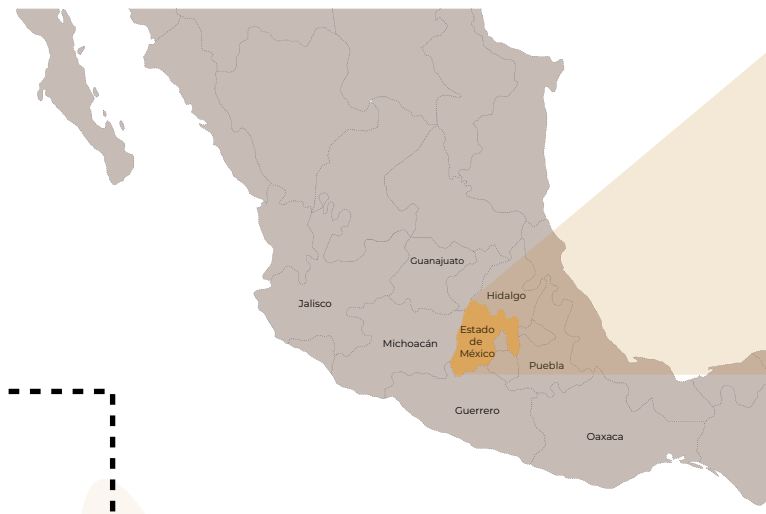 Guanajuato
Hidalgo
Jalisco
Estado
de
México
Michoacán
Puebla
Guerrero
Oaxaca